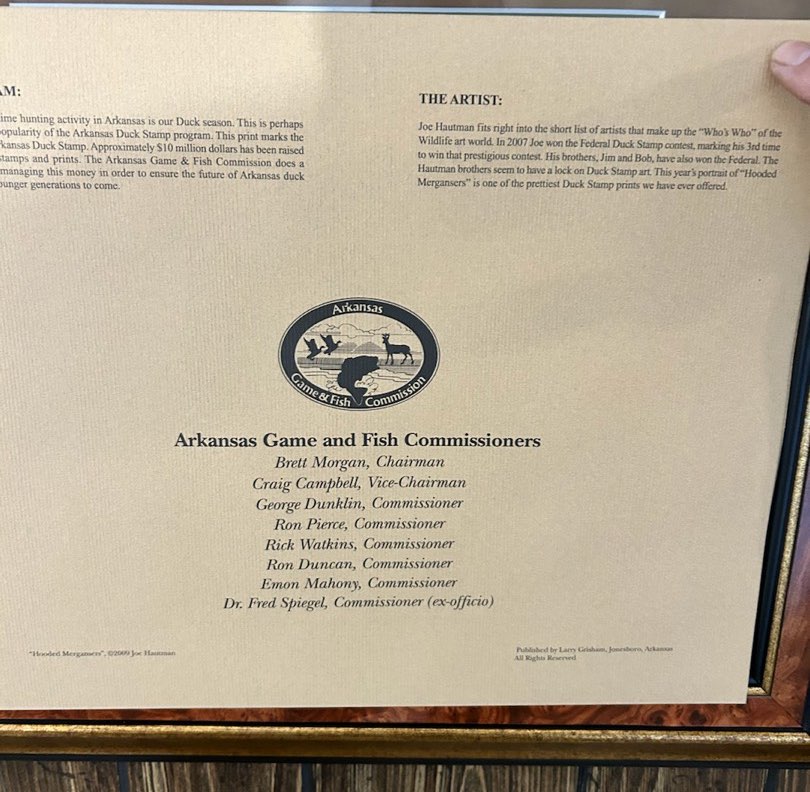 AM:
ime hunting activity in Arkansas is our Duck season. This is perhaps
opularity of the Arkansas Duck Stamp program. This print marks the
kansas Duck Stamp. Approximately $10 million dollars has been raised
tamps and prints. The Arkansas Game & Fish Commission does a
managing this money in order to ensure the future of Arkansas duck
ounger generations to come.
THE ARTIST:
Joe Hautman fits right into the short list of artists that make up the "Who's Who" of the
Wildlife art world. In 2007 Joe won the Federal Duck Stamp contest, marking his 3rd time
to win that prestigious contest. His brothers, Jim and Bob, have also won the Federal. The
Hautman brothers seem to have a lock on Duck Stamp art. This year's portrait of "Hooded
Mergansers" is one of the prettiest Duck Stamp prints we have ever offered.
Arkansas
Game & Fish Commission
Arkansas Game and Fish Commissioners
Brett Morgan, Chairman
Craig Campbell, Vice-Chairman
George Dunklin, Commissioner
Ron Pierce, Commissioner
Rick Watkins, Commissioner
Ron Duncan, Commissioner
Emon Mahony, Commissioner
Dr. Fred Spiegel, Commissioner (ex-officio)
"Hooded Mergansers", ©2009 Joe Hautman
Published by Larry Grisham, Jonesboro, Arkansas
All Rights Reserved